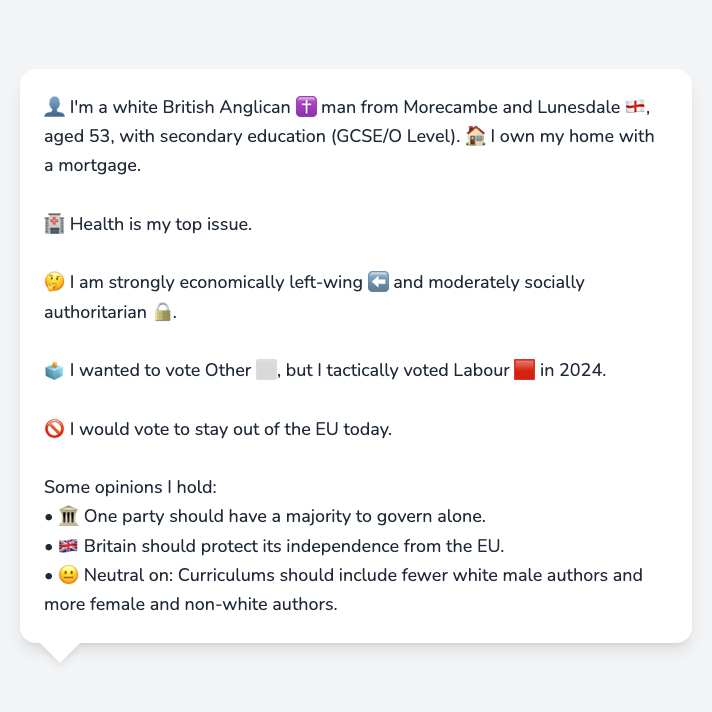 👤 I'm a white British Anglican ✝️ man from Morecambe and Lunesdale 🏴󠁧󠁢󠁥󠁮󠁧󠁿,
aged 53, with secondary education (GCSE/O Level). 🏠 I own my home with
a mortgage.
🏥 Health is my top issue.
🤔 I am strongly economically left-wing ⬅️ and moderately socially
authoritarian 🔒.
🗳️ I wanted to vote Other ⬜, but I tactically voted Labour 🟥 in 2024.
🚫 I would vote to stay out of the EU today.
Some opinions I hold:
• 🏛️ One party should have a majority to govern alone.
• 🇬🇧 Britain should protect its independence from the EU.
• 😐 Neutral on: Curriculums should include fewer white male authors and
more female and non-white authors.